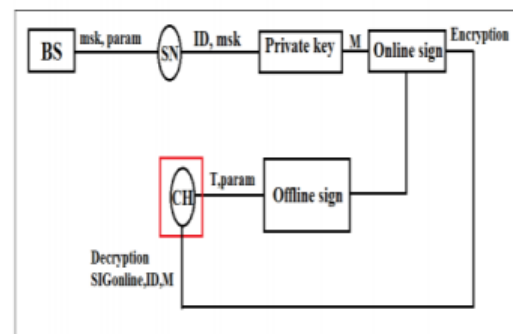 BS
msk, param
SN
ID, msk
Private key
M
Online sign
Encryption
CH
T,param
Offline sign
Decryption
SIGonline,ID,M